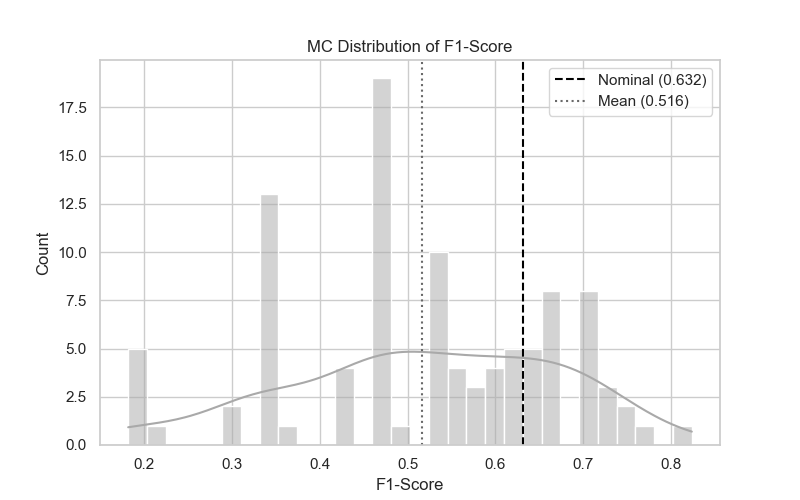 MC Distribution of F1-Score
Nominal (0.632)
Mean (0.516)
Count
17.5
15.0
12.5
10.0
7.5
5.0
2.5
0.0
0.2 0.3 0.4 0.5 0.6 0.7 0.8
F1-Score